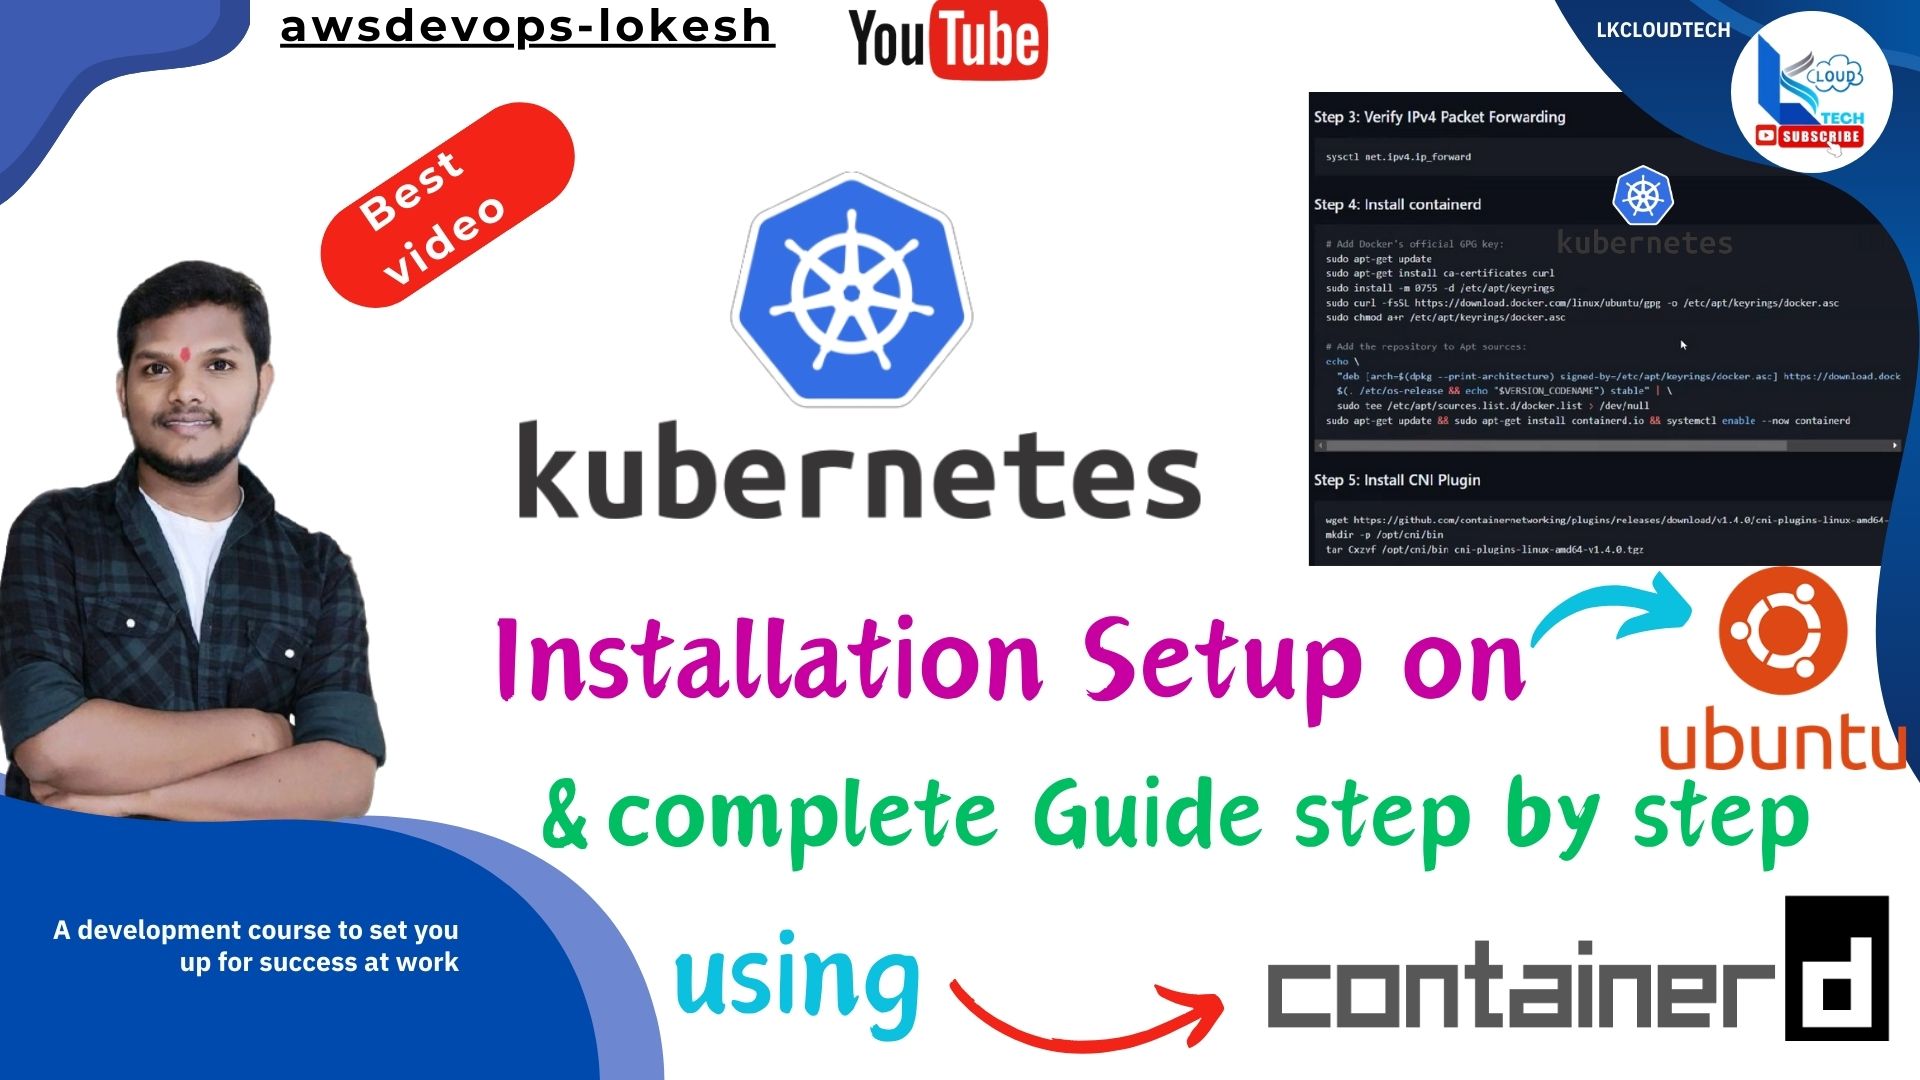 awsdevops-lokesh
YouTube
LKCLOUDTECH
LOUD
TECH
SUBSCRIBE
Best
video
kubernetes
Step 3: Verify IPv4 Packet Forwarding
sysctl net.ipv4.ip_forward
Step 4: Install containerd
kubernetes
# Add Docker's official GPG key:
sudo apt-get update
sudo apt-get install ca-certificates curl
sudo install -m 0755 -d /etc/apt/keyrings
sudo curl -fsSL https://download.docker.com/linux/ubuntu/gpg -o /etc/apt/keyrings/docker.asc
sudo chmod a+r /etc/apt/keyrings/docker.asc
# Add the repository to Apt sources:
echo \
"deb [arch=$(dpkg --print-architecture) signed-by=/etc/apt/keyrings/docker.asc] https://download.dock
$(. /etc/os-release && echo "$VERSION_CODENAME") stable" | \
sudo tee /etc/apt/sources.list.d/docker.list > /dev/null
sudo apt-get update && sudo apt-get install containerd.io && systemctl enable --now containerd
Step 5: Install CNI Plugin
wget https://github.com/containernetworking/plugins/releases/download/v1.4.0/cni-plugins-linux-amd64-
mkdir -p /opt/cni/bin
tar Cxzvf /opt/cni/bin cni-plugins-linux-amd64-v1.4.0.tgz
Installation Setup on
ubuntu
& complete Guide step by step
using
containerd
A development course to set you
up for success at work